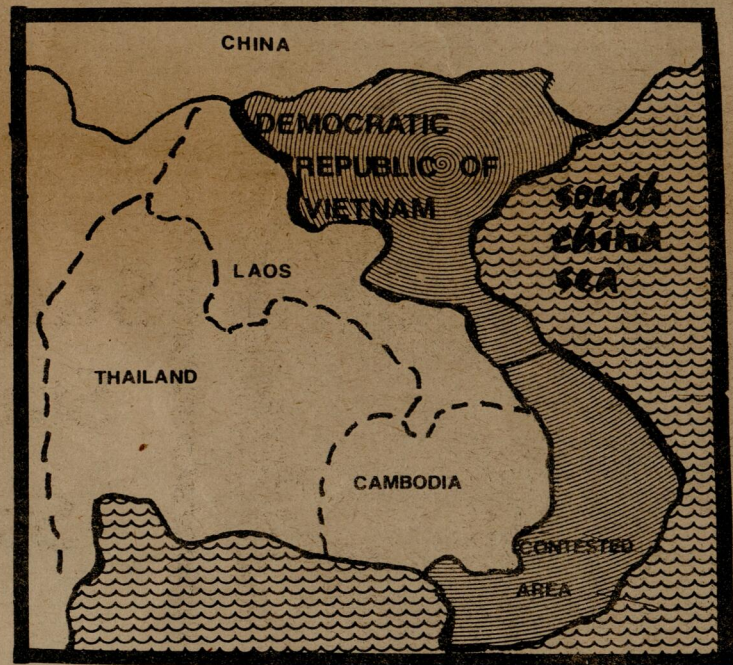 CHINA
DEMOCRATIC
REPUBLIC OF
VIETNAM
south
china
sea
LAOS
THAILAND
CAMBODIA
CONTESTED
AREA